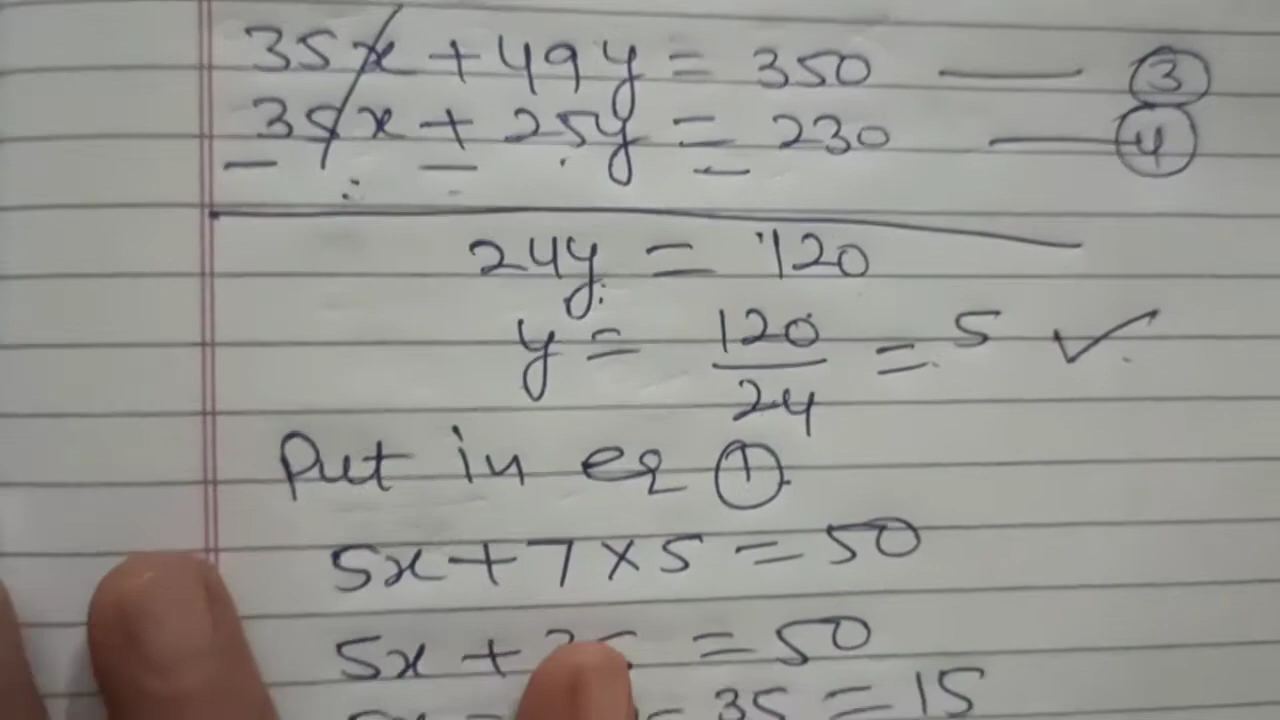 35x + 49y = 350 — ③
35x + 25y = 230 — ④
— — —
24y = 120
y = 120/24 = 5 ✓
Put in eq ①
5x + 7 × 5 = 50
5x + 35 = 50
- 35 = 15